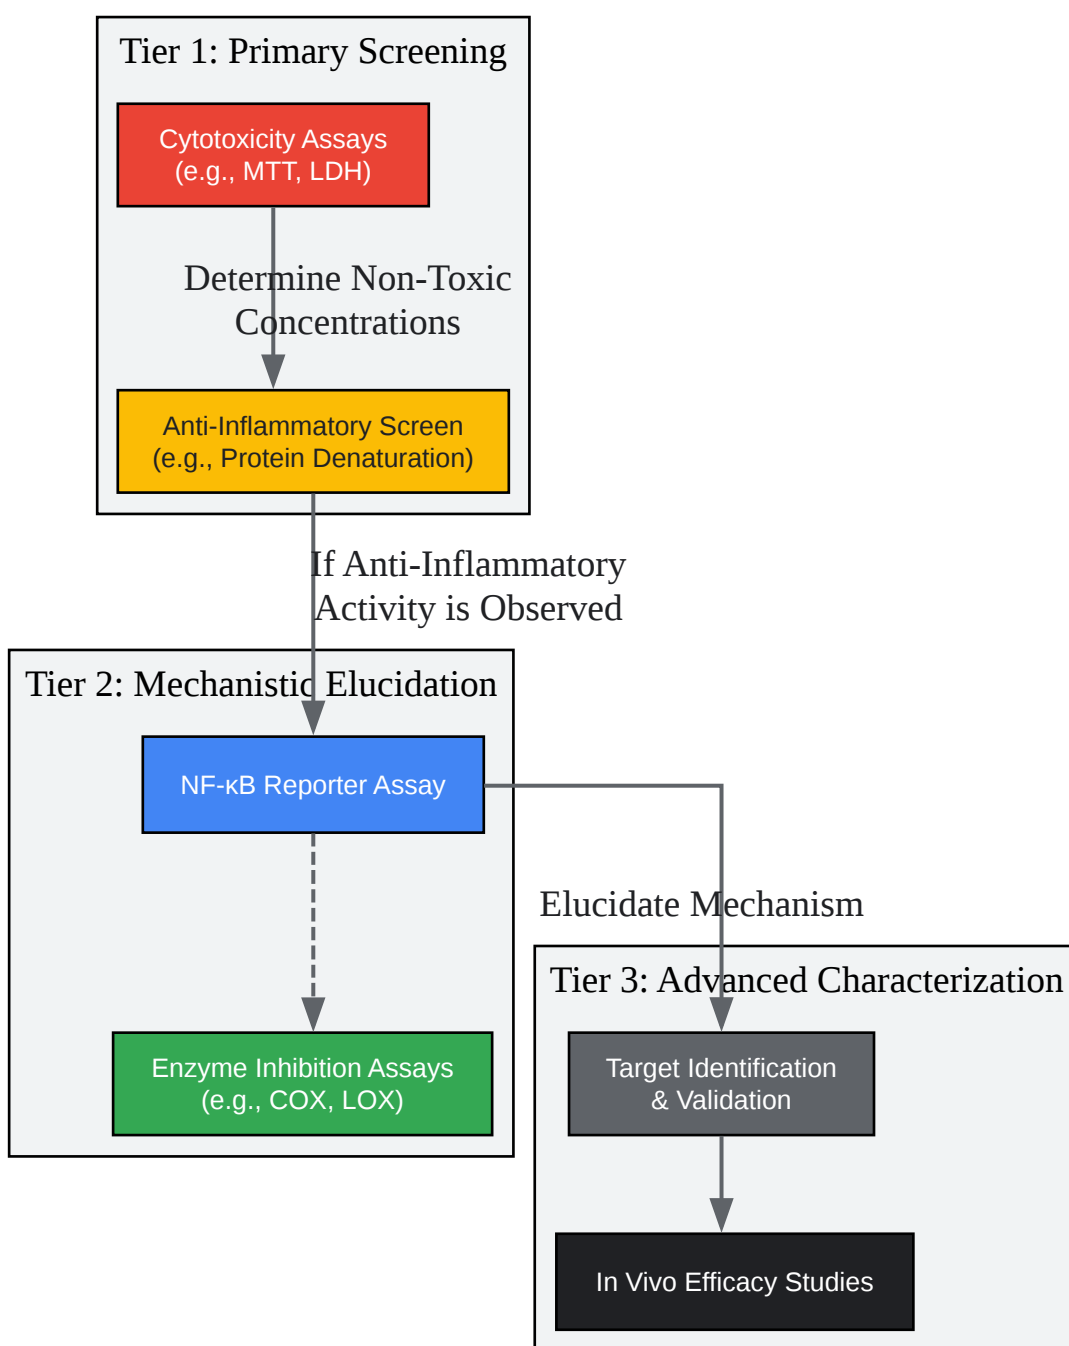 Tier 1: Primary Screening
Cytotoxicity Assays
(e.g., MTT, LDH)
Determine Non-Toxic
Concentrations
Anti-Inflammatory Screen
(e.g., Protein Denaturation)
If Anti-Inflammatory
Activity is Observed
Tier 2: Mechanistic Elucidation
NF-κB Reporter Assay
Elucidate Mechanism
Tier 3: Advanced Characterization
Enzyme Inhibition Assays
(e.g., COX, LOX)
Target Identification
& Validation
In Vivo Efficacy Studies